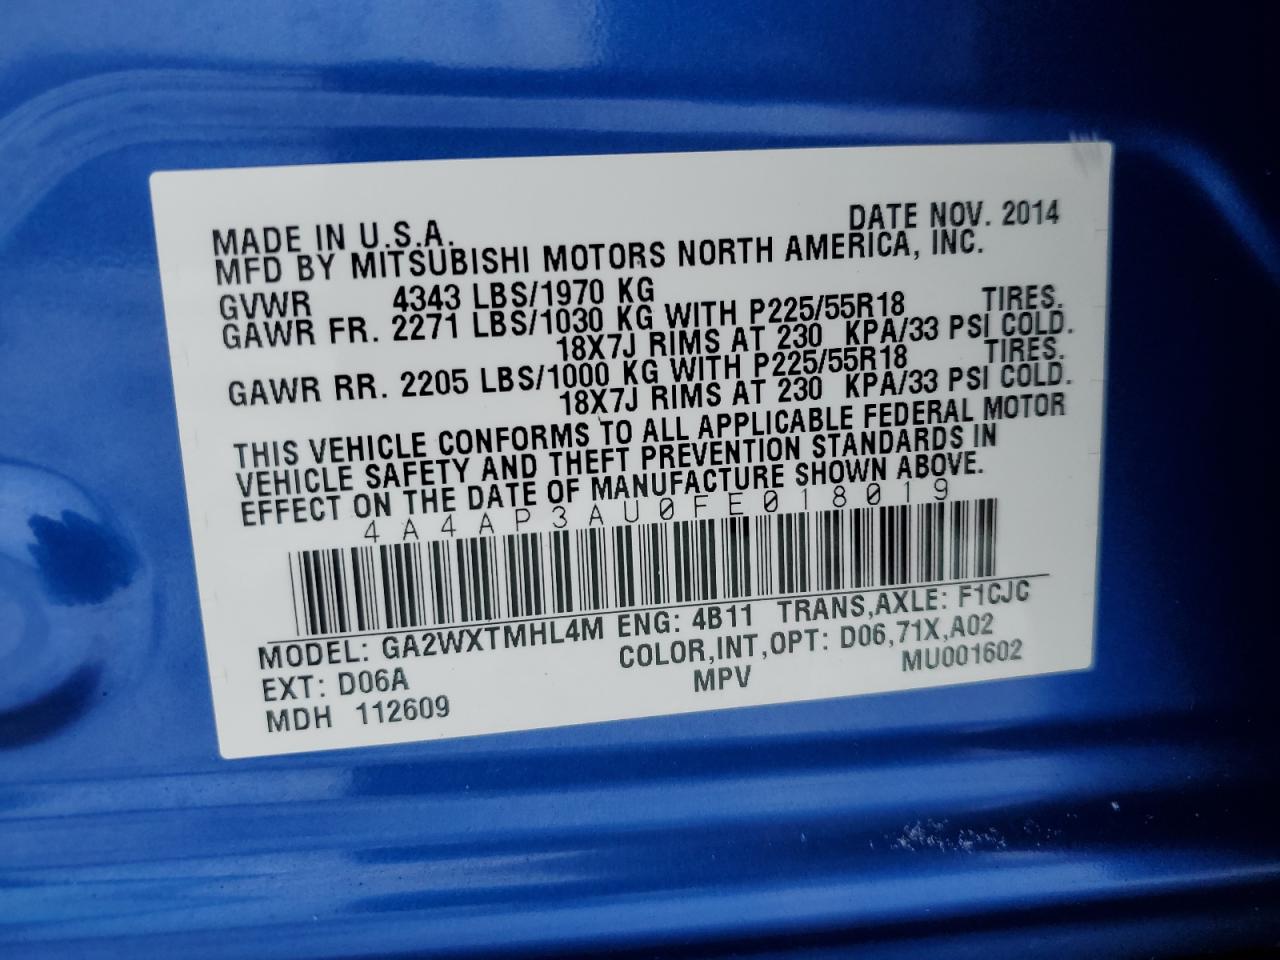 DATE NOV. 2014
MADE IN U.S.A.
MFD BY MITSUBISHI MOTORS NORTH AMERICA, INC.
GVWR 4343 LBS/1970 KG
GAWR FR. 2271 LBS/1030 KG WITH P225/55R18 TIRES.
18X7J RIMS AT 230 KPA/33 PSI COLD.
GAWR RR. 2205 LBS/1000 KG WITH P225/55R18 TIRES.
18X7J RIMS AT 230 KPA/33 PSI COLD.
THIS VEHICLE CONFORMS TO ALL APPLICABLE FEDERAL MOTOR
VEHICLE SAFETY AND THEFT PREVENTION STANDARDS IN
EFFECT ON THE DATE OF MANUFACTURE SHOWN ABOVE.
4A4AP3AU0FE018019
MODEL: GA2WXTMHL4M ENG: 4B11 TRANS,AXLE: F1CJC
EXT: D06A COLOR,INT,OPT: D06,71X,A02
MDH 112609 MPV MU001602